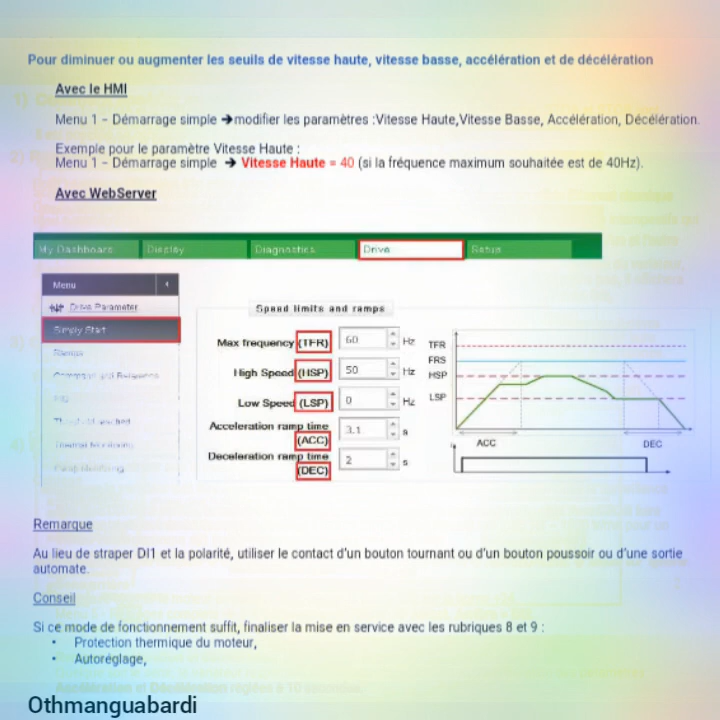 Pour diminuer ou augmenter les seuils de vitesse haute, vitesse basse, accélération et de décélération
Avec le HMI
Menu 1 – Démarrage simple ➔modifier les paramètres :Vitesse Haute,Vitesse Basse, Accélération, Décélération.
Exemple pour le paramètre Vitesse Haute :
Menu 1 – Démarrage simple ➔ Vitesse Haute = 40 (si la fréquence maximum souhaitée est de 40Hz).
Avec WebServer
My Dashboard Display Diagnostics Drive Setup
Menu
Drive Parameter
Simply Start
Ramps
PID
Thermal Monitoring
Speed limits and ramps
Max frequency (TFR) 60 Hz
High Speed (HSP) 50 Hz
Low Speed (LSP) 0 Hz
Acceleration ramp time (ACC) 3.1 s
Deceleration ramp time (DEC) 2 s
TFR
FRS
HSP
LSP
ACC DEC
Remarque
Au lieu de straper DI1 et la polarité, utiliser le contact d'un bouton tournant ou d'un bouton poussoir ou d'une sortie
automate.
Conseil
Si ce mode de fonctionnement suffit, finaliser la mise en service avec les rubriques 8 et 9 :
• Protection thermique du moteur,
• Autoréglage,
Othmanguabardi